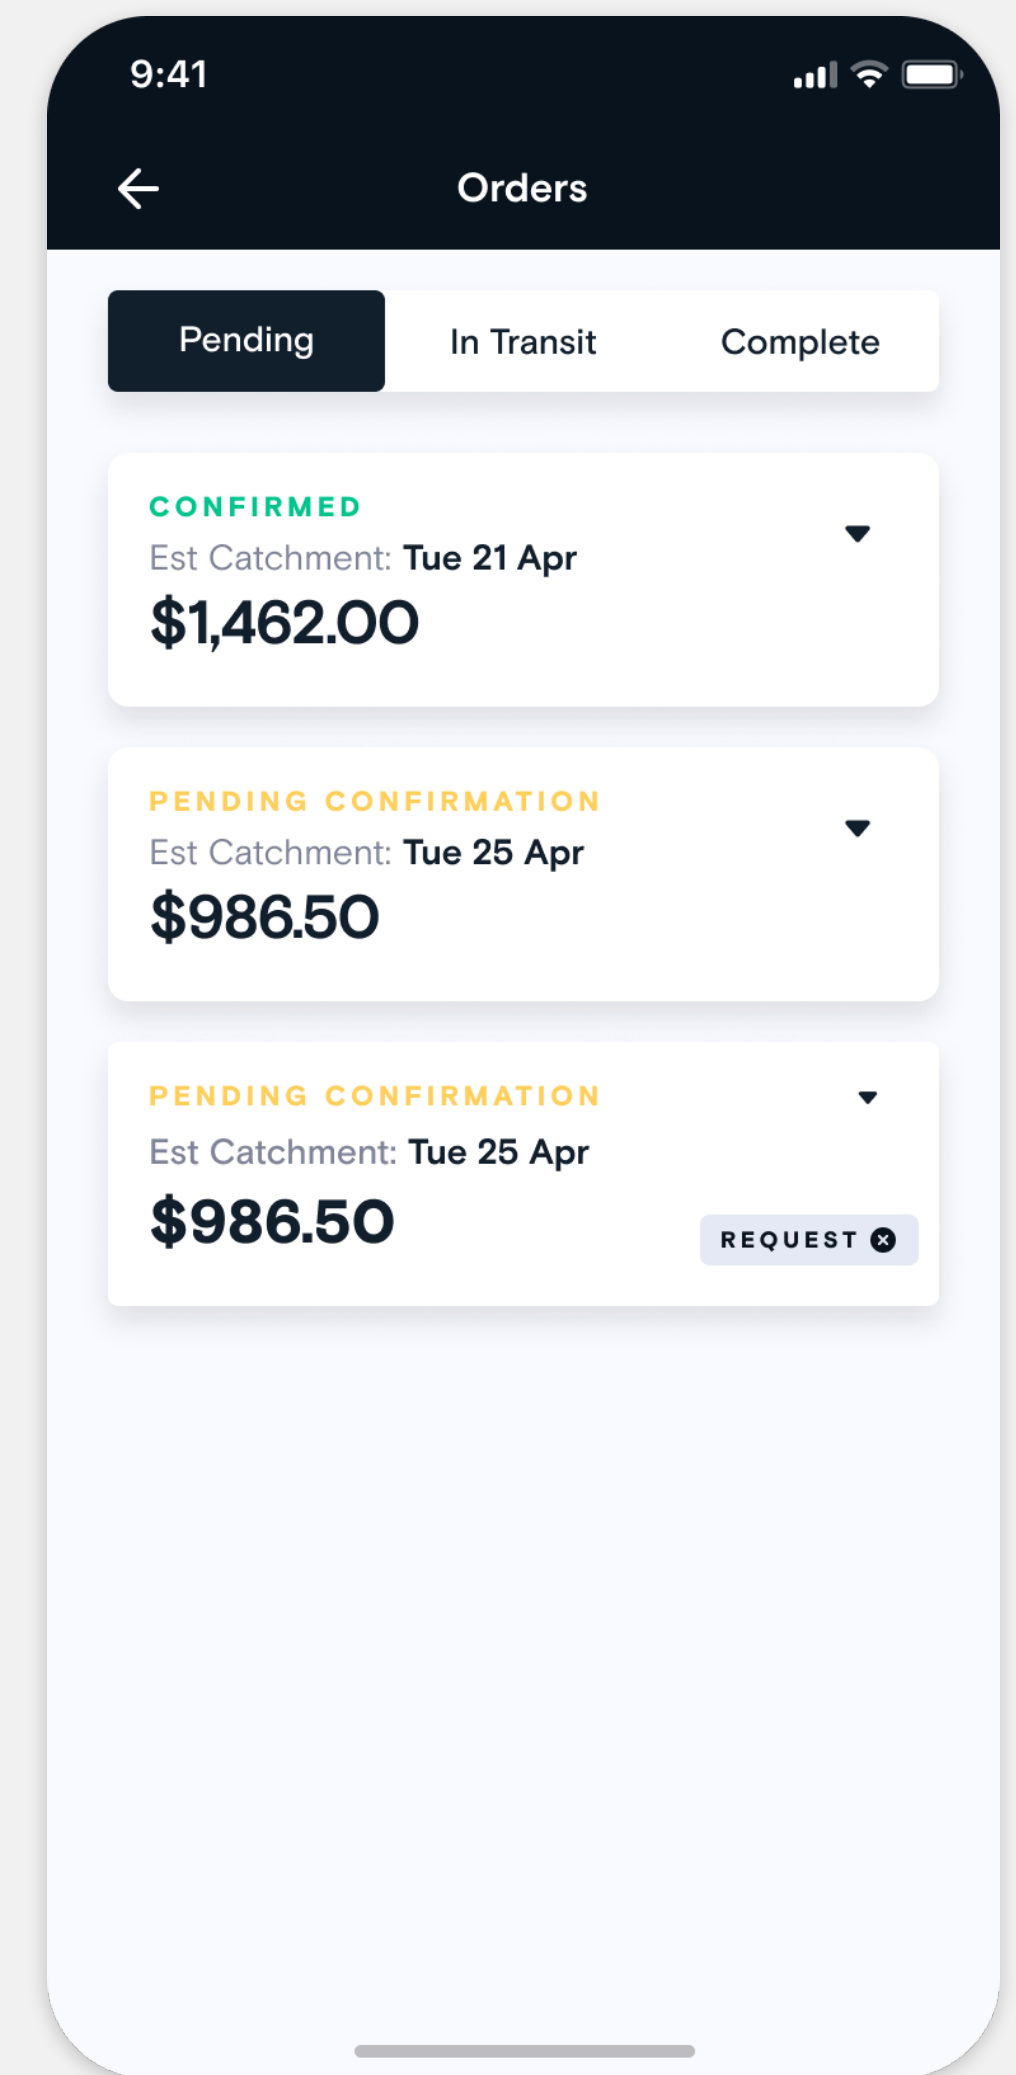 9:41
Orders
Pending
In Transit
Complete
CONFIRMED
Est Catchment: Tue 21 Apr
$1,462.00
PENDING CONFIRMATION
Est Catchment: Tue 25 Apr
$986.50
PENDING CONFIRMATION
Est Catchment: Tue 25 Apr
$986.50
REQUEST